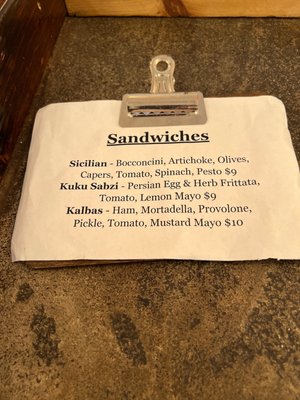 Sandwiches
Sicilian - Bocconcini, Artichoke, Olives,
Capers, Tomato, Spinach, Pesto $9
Kuku Sabzi - Persian Egg & Herb Frittata,
Tomato, Lemon Mayo $9
Kalbas - Ham, Mortadella, Provolone,
Pickle, Tomato, Mustard Mayo $10